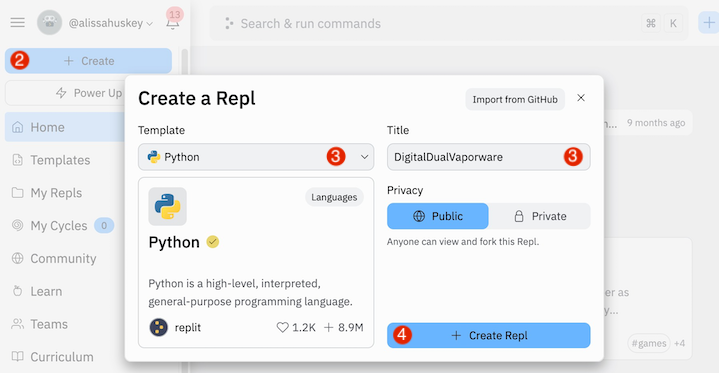 @alissahuskey
13
Search & run commands
⌘ K
2
+ Create
Power Up
Home
Templates
My Repls
My Cycles 0
Community
Learn
Teams
Curriculum
9 months ago
Create a Repl
Import from GitHub
Template
Python 3
Languages
Python
Python is a high-level, interpreted,
general-purpose programming language.
replit
1.2K + 8.9M
Title
DigitalDualVaporware 3
Privacy
Public
Private
Anyone can view and fork this Repl.
4 + Create Repl
er as
y...
#games +4